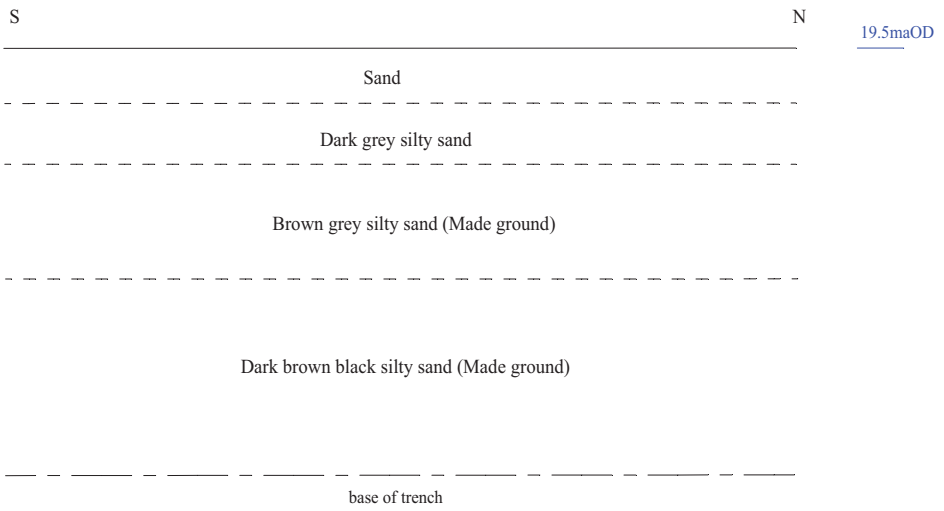 S
N
19.5maOD
Sand
Dark grey silty sand
Brown grey silty sand (Made ground)
Dark brown black silty sand (Made ground)
base of trench